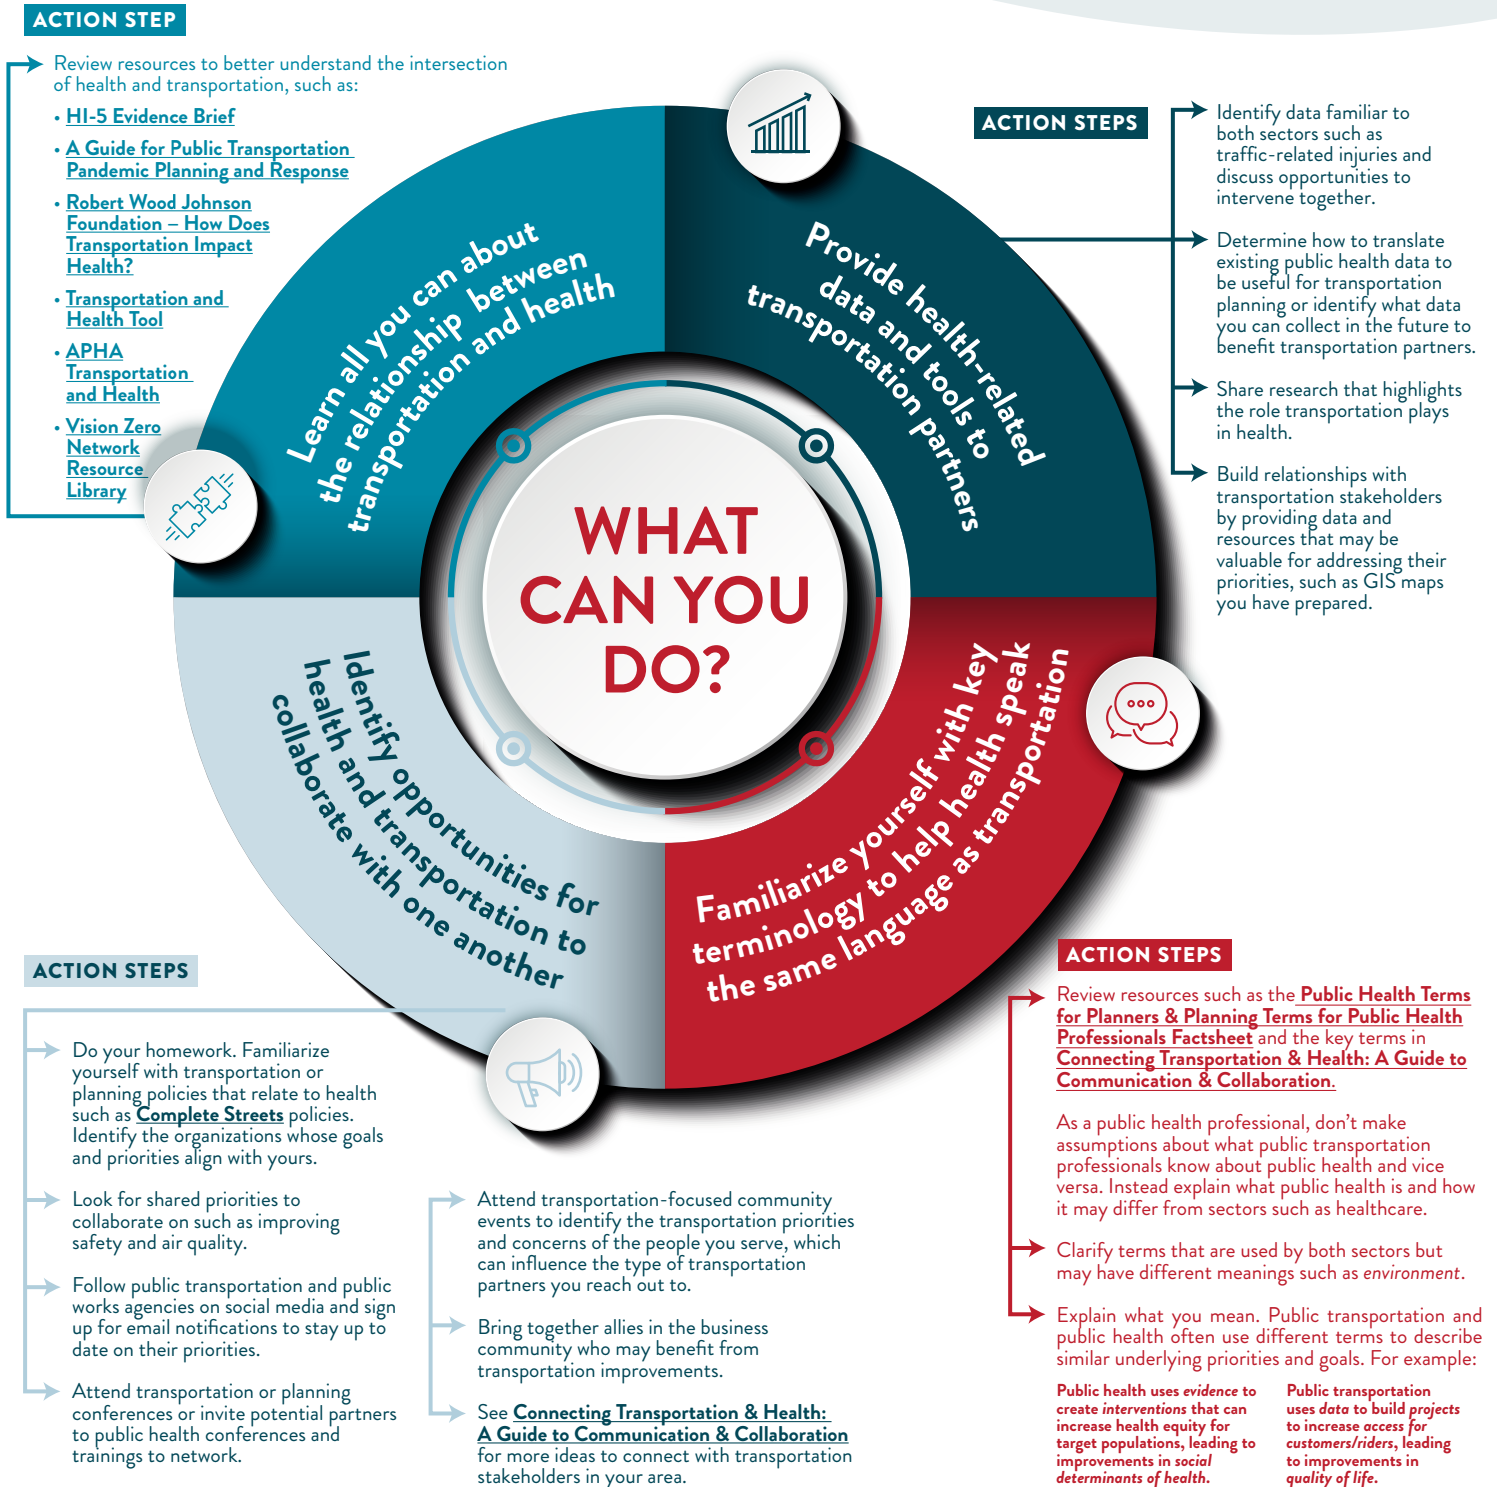 ACTION STEP
Review resources to better understand the intersection
of health and transportation, such as:
• HI-5 Evidence Brief
• A Guide for Public Transportation
Pandemic Planning and Response
• Robert Wood Johnson
Foundation – How Does
Transportation Impact
Health?
• Transportation and
Health Tool
• APHA
Transportation
and Health
• Vision Zero
Network
Resource
Library
Learn all you can about
the relationship between
transportation and health
Provide health-related
data and tools to
transportation partners
ACTION STEPS
Identify data familiar to
both sectors such as
traffic-related injuries and
discuss opportunities to
intervene together.
Determine how to translate
existing public health data to
be useful for transportation
planning or identify what data
you can collect in the future to
benefit transportation partners.
Share research that highlights
the role transportation plays
in health.
Build relationships with
transportation stakeholders
by providing data and
resources that may be
valuable for addressing their
priorities, such as GIS maps
you have prepared.
WHAT
CAN YOU
DO?
Identify opportunities for
health and transportation to
collaborate with one another
Familiarize yourself with key
terminology to help health speak
the same language as transportation
ACTION STEPS
Do your homework. Familiarize
yourself with transportation or
planning policies that relate to health
such as Complete Streets policies.
Identify the organizations whose goals
and priorities align with yours.
Look for shared priorities to
collaborate on such as improving
safety and air quality.
Follow public transportation and public
works agencies on social media and sign
up for email notifications to stay up to
date on their priorities.
Attend transportation or planning
conferences or invite potential partners
to public health conferences and
trainings to network.
Attend transportation-focused community
events to identify the transportation priorities
and concerns of the people you serve, which
can influence the type of transportation
partners you reach out to.
Bring together allies in the business
community who may benefit from
transportation improvements.
See Connecting Transportation & Health:
A Guide to Communication & Collaboration
for more ideas to connect with transportation
stakeholders in your area.
ACTION STEPS
Review resources such as the Public Health Terms
for Planners & Planning Terms for Public Health
Professionals Factsheet and the key terms in
Connecting Transportation & Health: A Guide to
Communication & Collaboration.
As a public health professional, don't make
assumptions about what public transportation
professionals know about public health and vice
versa. Instead explain what public health is and how
it may differ from sectors such as healthcare.
Clarify terms that are used by both sectors but
may have different meanings such as environment.
Explain what you mean. Public transportation and
public health often use different terms to describe
similar underlying priorities and goals. For example:
Public health uses evidence to
create interventions that can
increase health equity for
target populations, leading to
improvements in social
determinants of health.
Public transportation
uses data to build projects
to increase access for
customers/riders, leading
to improvements in
quality of life.